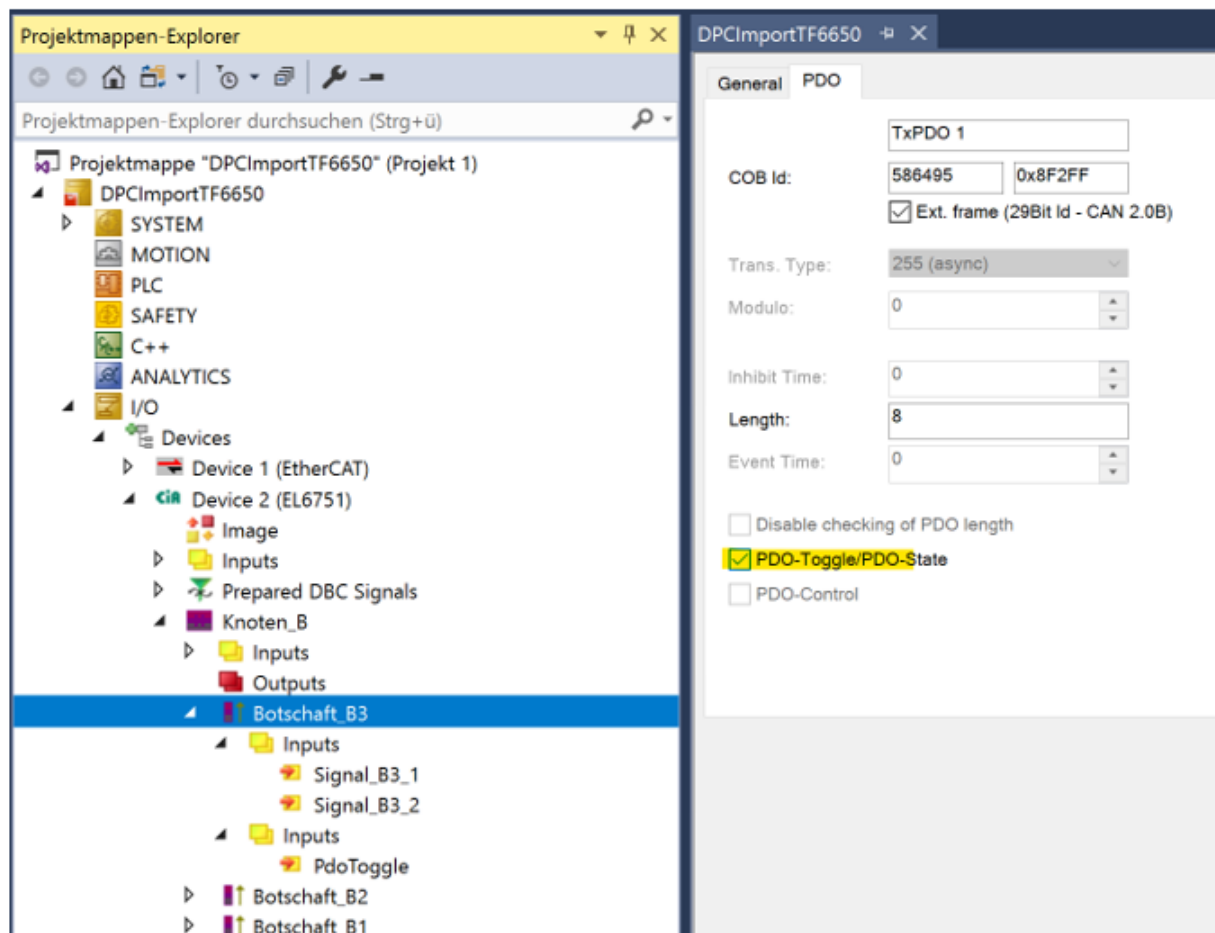 Projektmappen-Explorer
Projektmappen-Explorer durchsuchen (Strg+ü)
Projektmappe "DPCImportTF6650" (Projekt 1)
DPCImportTF6650
SYSTEM
MOTION
PLC
SAFETY
C++
ANALYTICS
I/O
Devices
Device 1 (EtherCAT)
CiA Device 2 (EL6751)
Image
Inputs
Prepared DBC Signals
Knoten_B
Inputs
Outputs
Botschaft_B3
Inputs
Signal_B3_1
Signal_B3_2
Inputs
PdoToggle
Botschaft_B2
Botschaft_B1
DPCImportTF6650
General PDO
TxPDO 1
COB Id: 586495 0x8F2FF
Ext. frame (29Bit Id - CAN 2.0B)
Trans. Type: 255 (async)
Modulo: 0
Inhibit Time: 0
Length: 8
Event Time: 0
Disable checking of PDO length
PDO-Toggle/PDO-State
PDO-Control